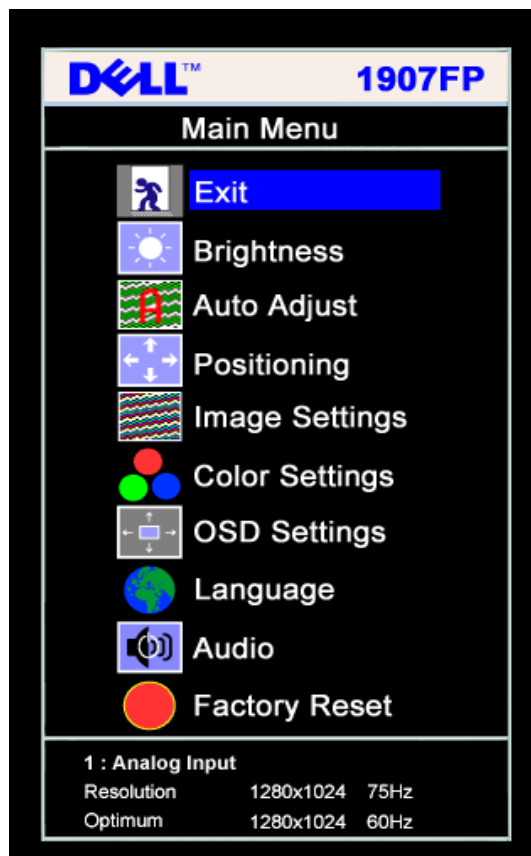 DELL™ 1907FP
Main Menu
Exit
Brightness
A
Auto Adjust
Positioning
Image Settings
Color Settings
OSD Settings
Language
Audio
Factory Reset
1 : Analog Input
Resolution 1280x1024 75Hz
Optimum 1280x1024 60Hz